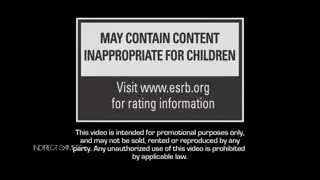 MAY CONTAIN CONTENT
INAPPROPRIATE FOR CHILDREN
Visit www.esrb.org
for rating information
This video is intended for promotional purposes only,
and may not be sold, rented or reproduced by any
party. Any unauthorized use of this video is prohibited
by applicable law.
INDIRECT